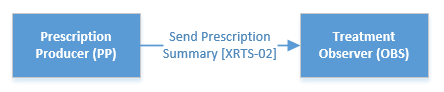 Prescription
Producer (PP)
Send Prescription
Summary [XRTS-02]
Treatment
Observer (OBS)